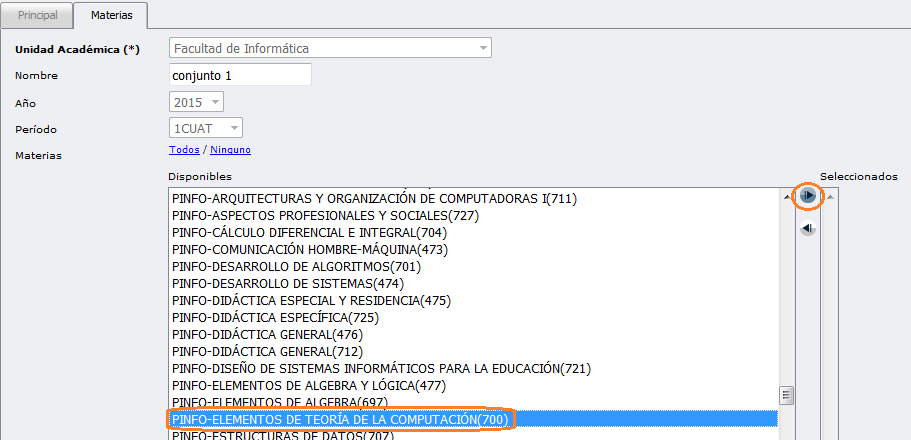 Principal Materias
Unidad Académica (*) Facultad de Informática
Nombre conjunto 1
Año 2015
Período 1CUAT
Materias Todos / Ninguno
Disponibles Seleccionados
PINFO-ARQUITECTURAS Y ORGANIZACIÓN DE COMPUTADORAS I(711)
PINFO-ASPECTOS PROFESIONALES Y SOCIALES(727)
PINFO-CÁLCULO DIFERENCIAL E INTEGRAL(704)
PINFO-COMUNICACIÓN HOMBRE-MÁQUINA(473)
PINFO-DESARROLLO DE ALGORITMOS(701)
PINFO-DESARROLLO DE SISTEMAS(474)
PINFO-DIDÁCTICA ESPECIAL Y RESIDENCIA(475)
PINFO-DIDÁCTICA ESPECÍFICA(725)
PINFO-DIDÁCTICA GENERAL(476)
PINFO-DIDÁCTICA GENERAL(712)
PINFO-DISEÑO DE SISTEMAS INFORMÁTICOS PARA LA EDUCACIÓN(721)
PINFO-ELEMENTOS DE ALGEBRA Y LÓGICA(477)
PINFO-ELEMENTOS DE ALGEBRA(697)
PINFO-ELEMENTOS DE TEORÍA DE LA COMPUTACIÓN(700)
PINFO-ESTRUCTURAS DE DATOS(707)